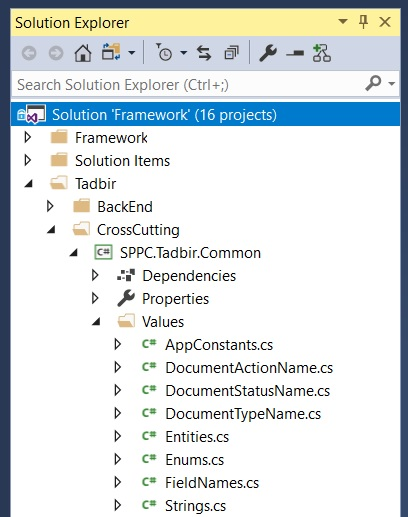 Solution Explorer
Search Solution Explorer (Ctrl+;)
Solution 'Framework' (16 projects)
Framework
Solution Items
Tadbir
BackEnd
CrossCutting
C# SPPC.Tadbir.Common
Dependencies
Properties
Values
C# AppConstants.cs
C# DocumentActionName.cs
C# DocumentStatusName.cs
C# DocumentTypeName.cs
C# Entities.cs
C# Enums.cs
C# FieldNames.cs
C# Strings.cs